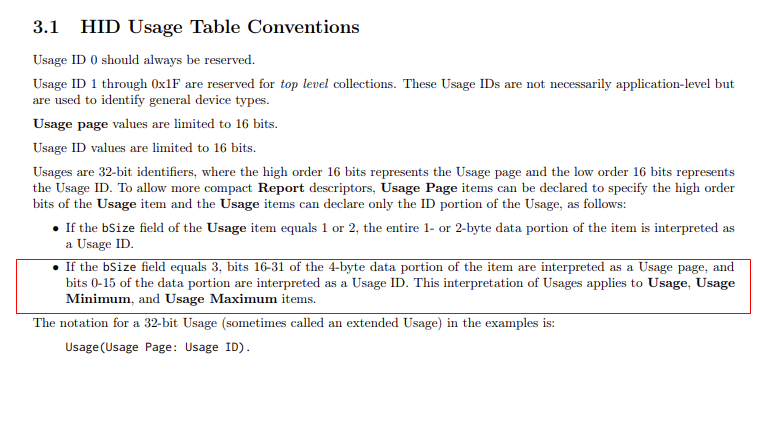 3.1 HID Usage Table Conventions
Usage ID 0 should always be reserved.
Usage ID 1 through 0x1F are reserved for top level collections. These Usage IDs are not necessarily application-level but
are used to identify general device types.
Usage page values are limited to 16 bits.
Usage ID values are limited to 16 bits.
Usages are 32-bit identifiers, where the high order 16 bits represents the Usage page and the low order 16 bits represents
the Usage ID. To allow more compact Report descriptors, Usage Page items can be declared to specify the high order
bits of the Usage item and the Usage items can declare only the ID portion of the Usage, as follows:
• If the bSize field of the Usage item equals 1 or 2, the entire 1- or 2-byte data portion of the item is interpreted as
a Usage ID.
• If the bSize field equals 3, bits 16-31 of the 4-byte data portion of the item are interpreted as a Usage page, and
bits 0-15 of the data portion are interpreted as a Usage ID. This interpretation of Usages applies to Usage, Usage
Minimum, and Usage Maximum items.
The notation for a 32-bit Usage (sometimes called an extended Usage) in the examples is:
Usage(Usage Page: Usage ID).